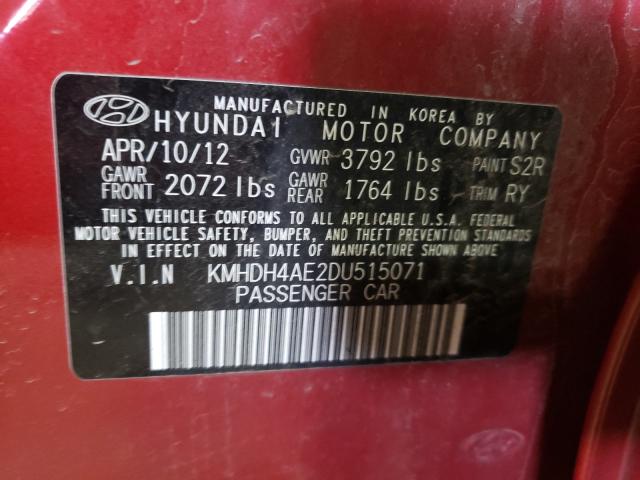 MANUFACTURED IN KOREA BY
HYUNDAI MOTOR COMPANY
APR/10/12 GVWR 3792 lbs PAINT S2R
GAWR FRONT 2072 lbs GAWR REAR 1764 lbs TRIM RY
THIS VEHICLE CONFORMS TO ALL APPLICABLE U.S.A. FEDERAL
MOTOR VEHICLE SAFETY, BUMPER, AND THEFT PREVENTION STANDARDS
IN EFFECT ON THE DATE OF MANUFACTURE SHOWN ABOVE.
V.I.N KMHDH4AE2DU515071
PASSENGER CAR